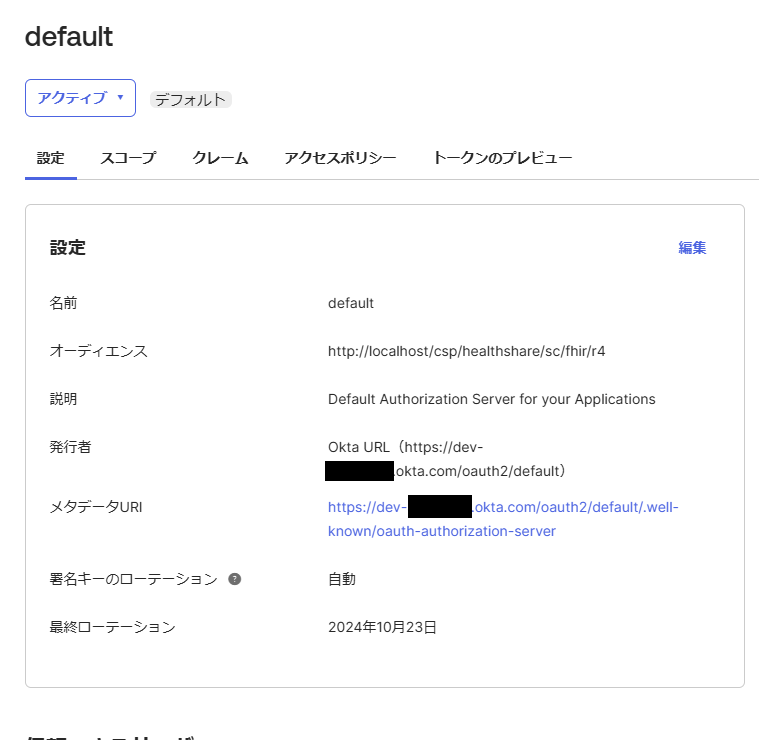 default
アクティブ デフォルト
設定 スコープ クレーム アクセスポリシー トークンのプレビュー
設定 編集
名前 default
オーディエンス http://localhost/csp/healthshare/sc/fhir/r4
説明 Default Authorization Server for your Applications
発行者 Okta URL（https://dev-
.okta.com/oauth2/default）
メタデータURI https://dev- .okta.com/oauth2/default/.well-
known/oauth-authorization-server
署名キーのローテーション ? 自動
最終ローテーション 2024年10月23日